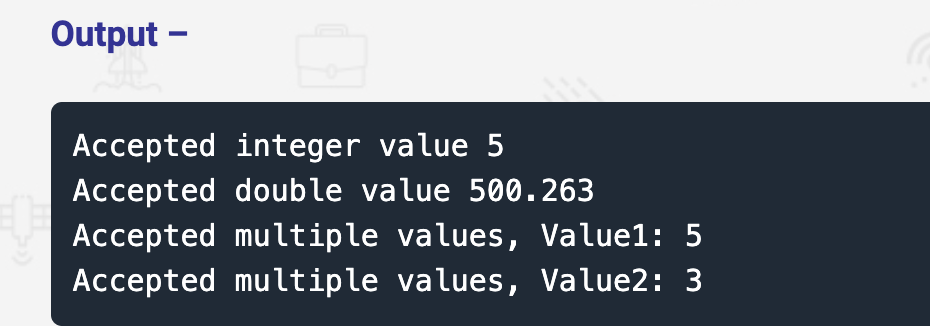 Output –
Accepted integer value 5
Accepted double value 500.263
Accepted multiple values, Value1: 5
Accepted multiple values, Value2: 3